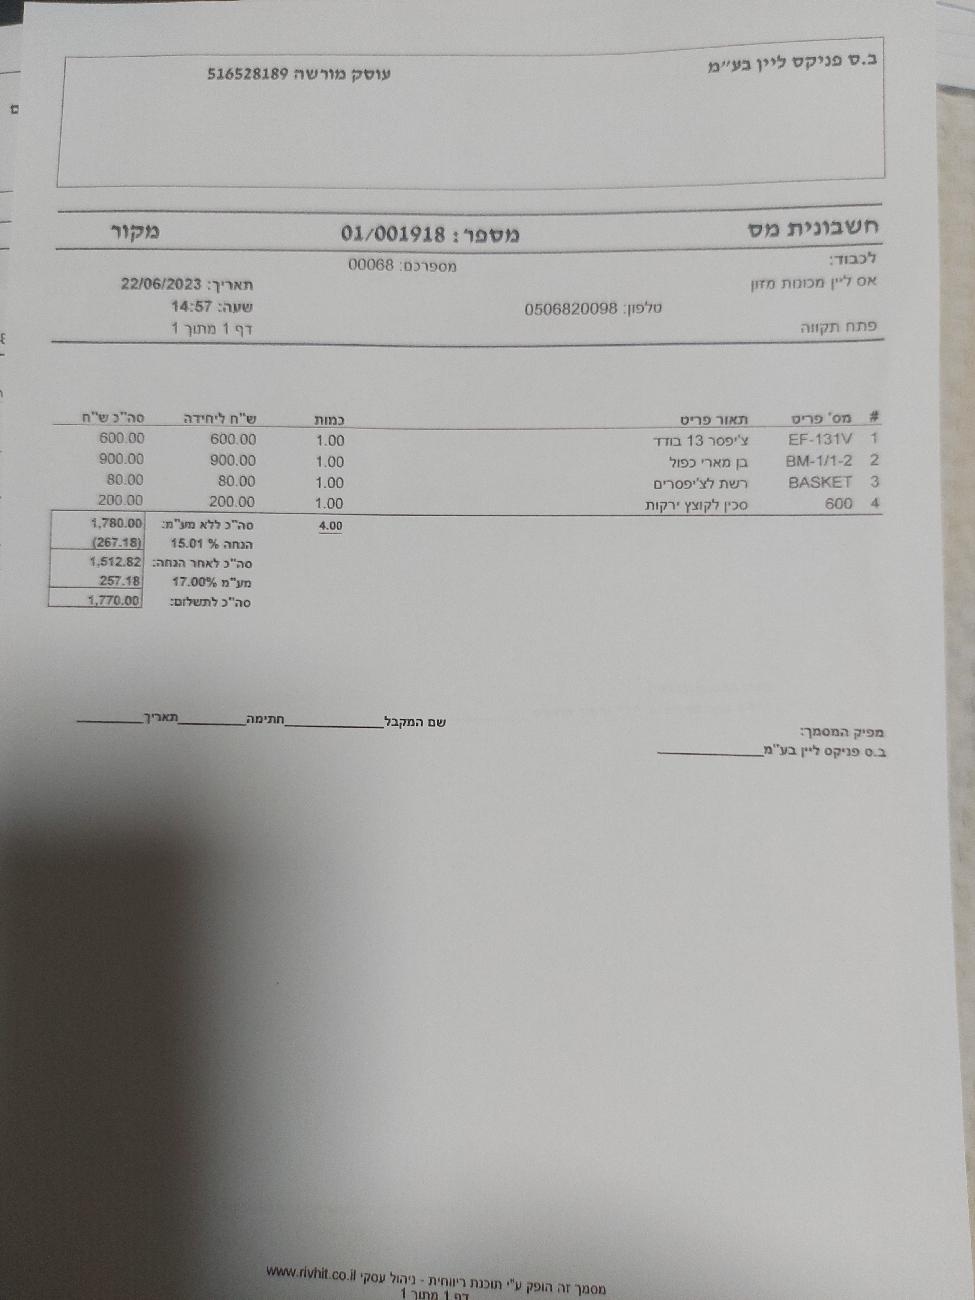 ב.ס פניקס ליין בע"מ עוסק מורשה 516528189
חשבונית מס מספר: 01/001918 מקור
לכבוד: מספרכם: 00068
אס ליין מכונות מזון תאריך: 22/06/2023
טלפון: 0506820098 שעה: 14:57
פתח תקווה דף 1 מתוך 1
# מס' פריט תאור פריט כמות ש"ח ליחידה סה"כ ש"ח
1 EF-131V צ'יפסר 13 בודד 1.00 600.00 600.00
2 BM-1/1-2 בן מארי כפול 1.00 900.00 900.00
3 BASKET רשת לצ'יפסרים 1.00 80.00 80.00
4 600 סכין לקוצץ ירקות 1.00 200.00 200.00
4.00 סה"כ ללא מע"מ: 1,780.00
הנחה % 15.01 (267.18)
סה"כ לאחר הנחה: 1,512.82
מע"מ 17.00% 257.18
סה"כ לתשלום: 1,770.00
שם המקבל____________חתימה________תאריך________
מפיק המסמך:
ב.ס פניקס ליין בע"מ____________
מסמך זה הופק ע"י תוכנת ריווחית - ניהול עסקי www.rivhit.co.il
דף 1 מתוך 1